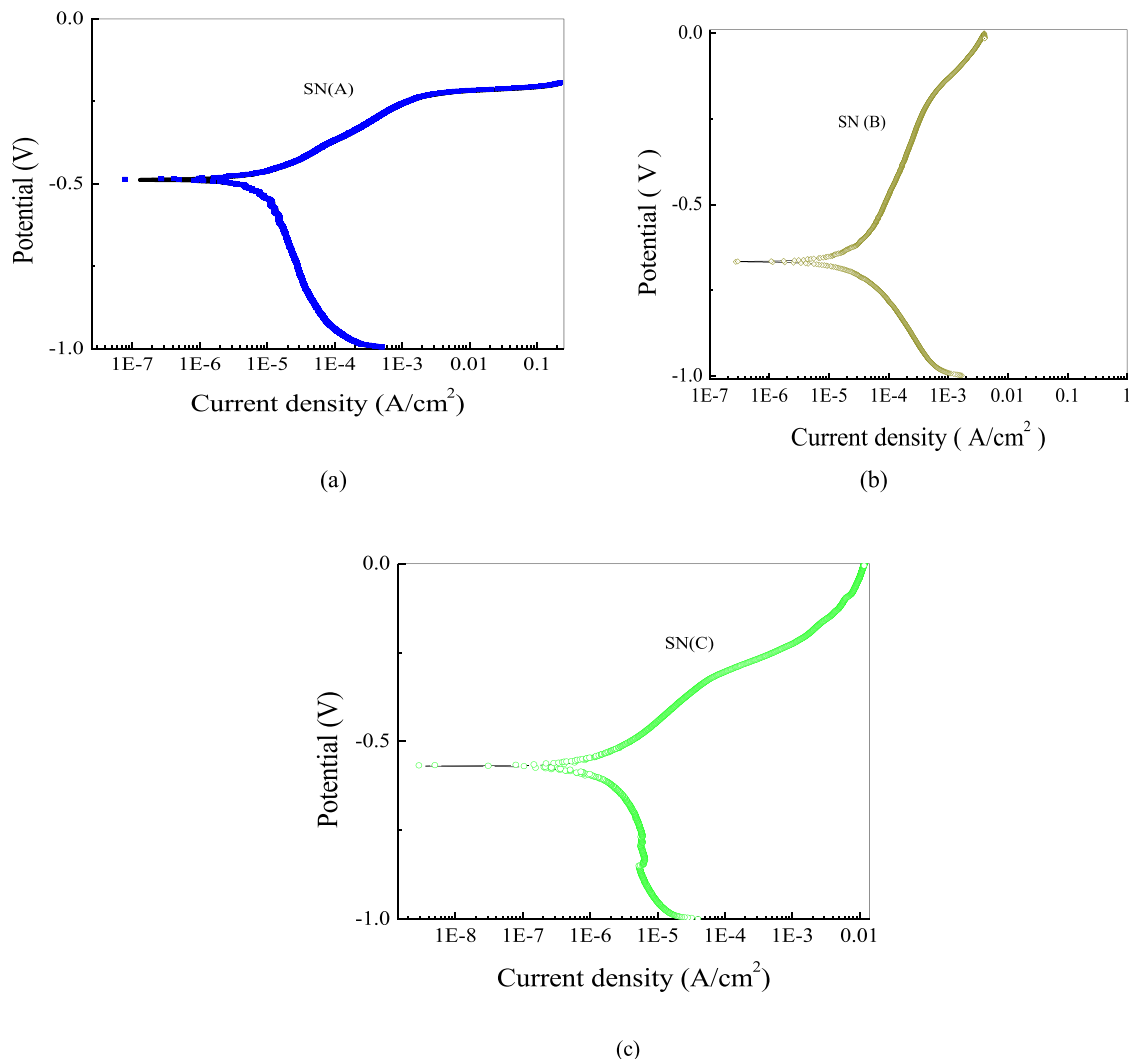 0.0
SN(A)
-0.5
-1.0
Potential (V)
1E-7 1E-6 1E-5 1E-4 1E-3 0.01 0.1
Current density (A/cm²)
(a)
0.0
SN (B)
-0.5
-1.0
Potential ( V )
1E-7 1E-6 1E-5 1E-4 1E-3 0.01 0.1 1
Current density ( A/cm² )
(b)
0.0
SN(C)
-0.5
-1.0
Potential (V)
1E-8 1E-7 1E-6 1E-5 1E-4 1E-3 0.01
Current density (A/cm²)
(c)